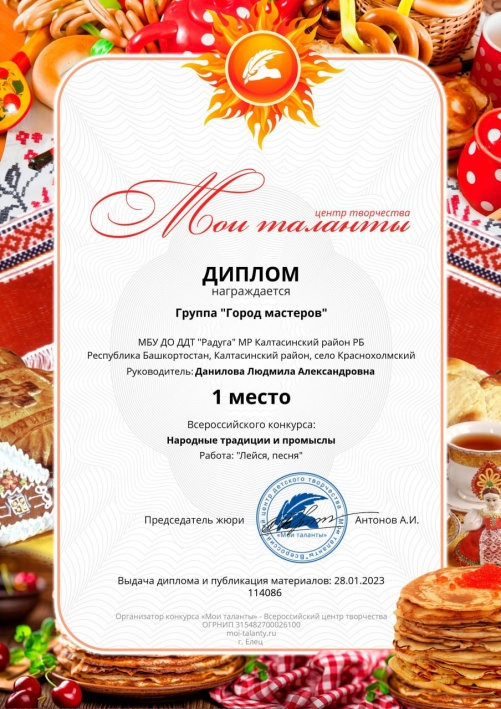 центр творчества
Мои таланты
ДИПЛОМ
награждается
Группа "Город мастеров"
МБУ ДО ДДТ "Радуга" МР Калтасинский район РБ
Республика Башкортостан, Калтасинский район, село Краснохолмский
Руководитель: Данилова Людмила Александровна
1 место
Всероссийского конкурса:
Народные традиции и промыслы
Работа: "Лейся, песня"
Председатель жюри
Антонов А.И.
Всероссийский центр детского творчества "Мои таланты"
«Мои таланты»
Выдача диплома и публикация материалов: 28.01.2023
114086
Организатор конкурса «Мои таланты» - Всероссийский центр творчества
ОГРНИП 315482700026100
moi-talanty.ru
г. Елец